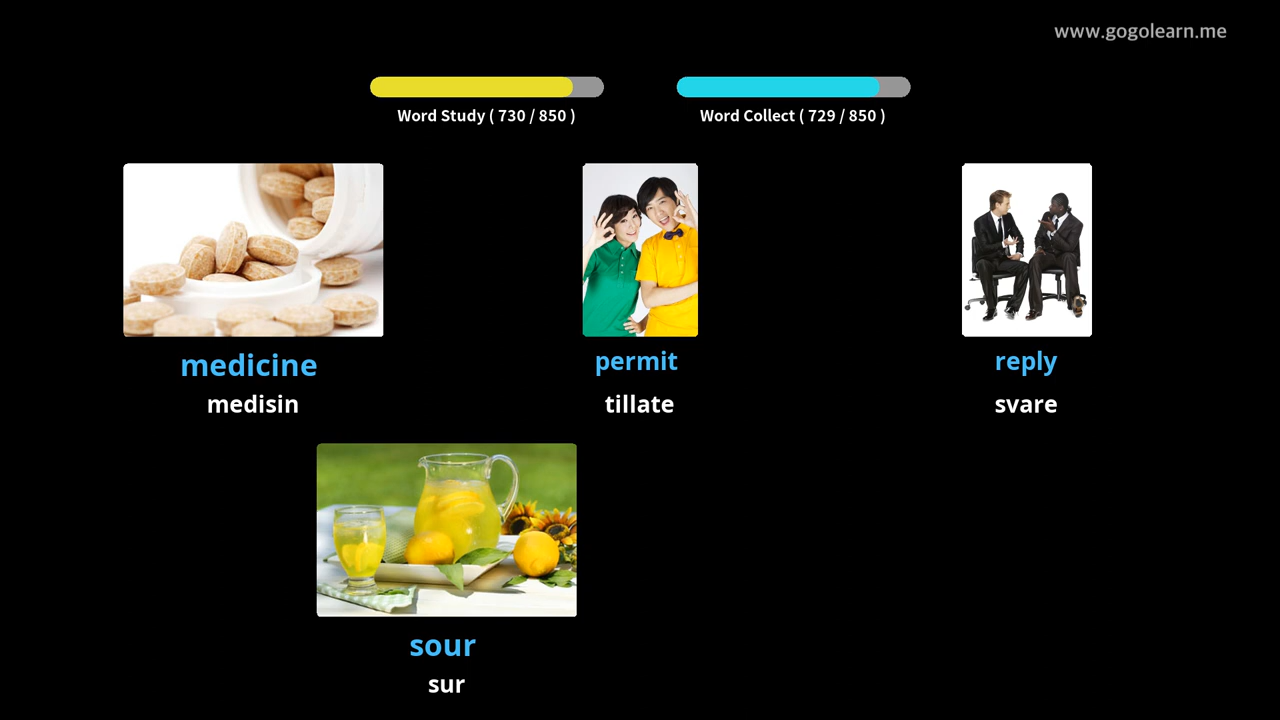 www.gogolearn.me
Word Study ( 730 / 850 )
Word Collect ( 729 / 850 )
medicine
medisin
permit
tillate
reply
svare
sour
sur